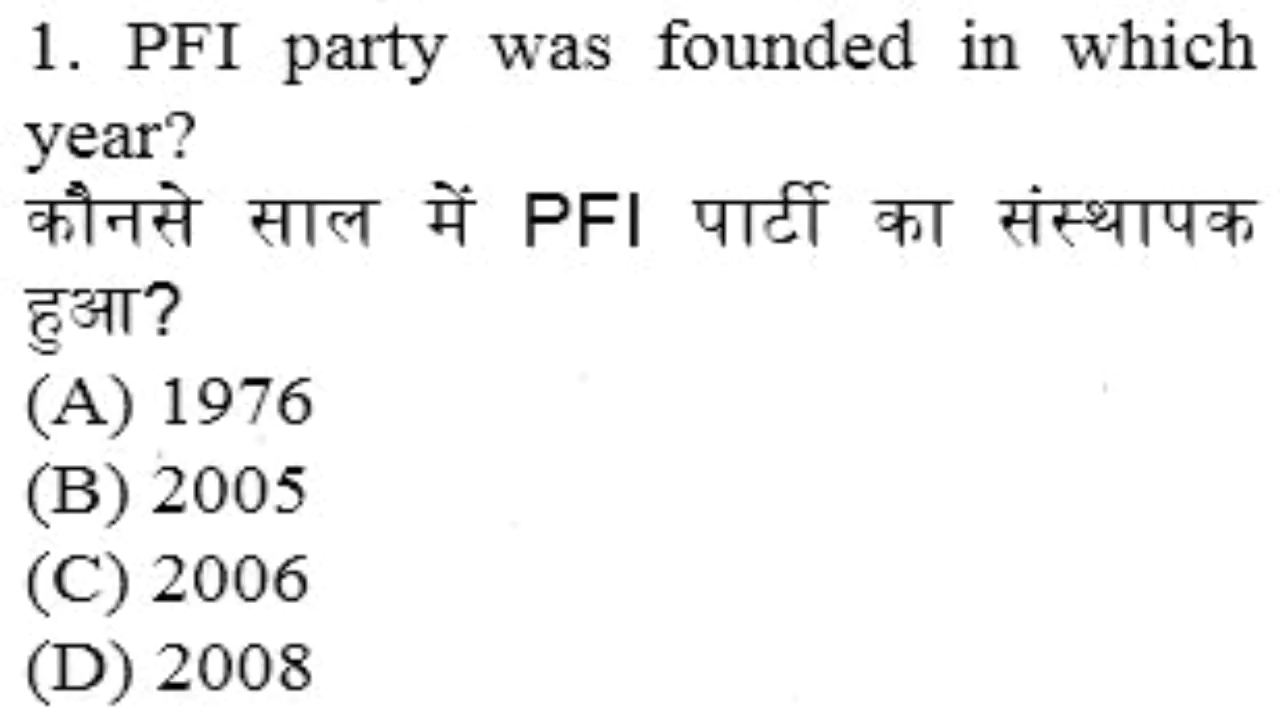 1. PFI party was founded in which
year?
कौनसे साल में PFI पार्टी का संस्थापक
हुआ?
(A) 1976
(B) 2005
(C) 2006
(D) 2008